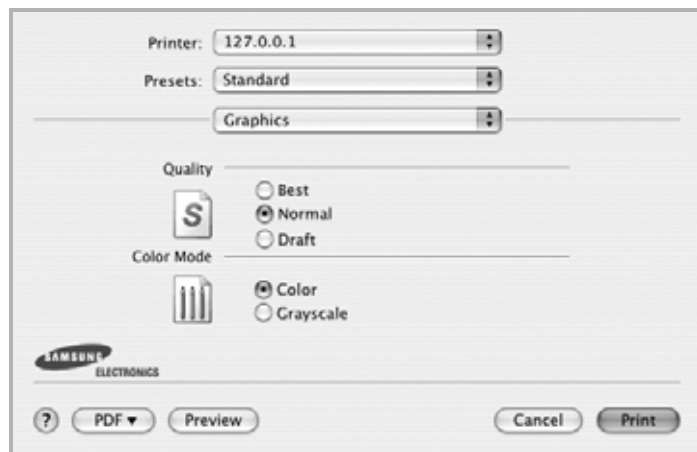 Printer: 127.0.0.1
Presets: Standard
Graphics
Quality
Best
S
Normal
Draft
Color Mode
Color
Grayscale
SAMSUNG
ELECTRONICS
? PDF Preview Cancel Print